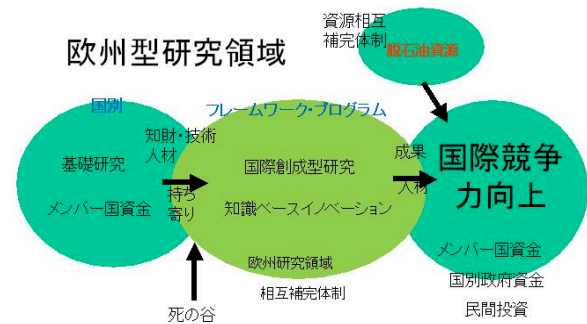 資源相互
補完体制
脱石油資源
欧州型研究領域
国別
フレームワーク・プログラム
知財・技術
人材
基礎研究
持ち
寄り
メンバー国資金
国際創成型研究
知識ベースイノベーション
成果
人材
国際競争
力向上
欧州研究領域
相互補完体制
メンバー国資金
国別政府資金
民間投資
死の谷